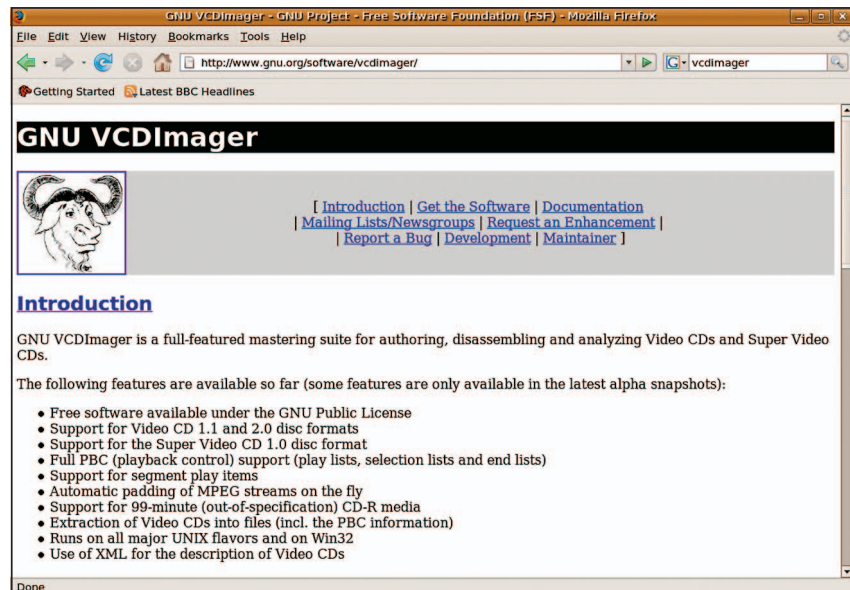 GNU VCDImager - GNU Project - Free Software Foundation (FSF) - Mozilla Firefox
File Edit View History Bookmarks Tools Help
http://www.gnu.org/software/vcdimager/
G vcdimager
Getting Started Latest BBC Headlines
GNU VCDImager
[ Introduction | Get the Software | Documentation
| Mailing Lists/Newsgroups | Request an Enhancement |
| Report a Bug | Development | Maintainer ]
Introduction
GNU VCDImager is a full-featured mastering suite for authoring, disassembling and analyzing Video CDs and Super Video
CDs.
The following features are available so far (some features are only available in the latest alpha snapshots):
• Free software available under the GNU Public License
• Support for Video CD 1.1 and 2.0 disc formats
• Support for the Super Video CD 1.0 disc format
• Full PBC (playback control) support (play lists, selection lists and end lists)
• Support for segment play items
• Automatic padding of MPEG streams on the fly
• Support for 99-minute (out-of-specification) CD-R media
• Extraction of Video CDs into files (incl. the PBC information)
• Runs on all major UNIX flavors and on Win32
• Use of XML for the description of Video CDs
Done